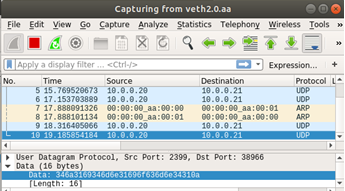 Capturing from veth2.0.aa
File Edit View Go Capture Analyze Statistics Telephony Wireless Tools
Apply a display filter ... <Ctrl-/> Expression...
No. Time Source Destination Protocol L
5 15.769520673 10.0.0.20 10.0.0.21 UDP
6 17.153703889 10.0.0.20 10.0.0.21 UDP
7 17.888091326 00:00:00_aa:00:00 00:00:00_aa:00:01 ARP
8 17.888101134 00:00:00_aa:00:01 00:00:00_aa:00:00 ARP
9 18.316405066 10.0.0.20 10.0.0.21 UDP
10 19.185854184 10.0.0.20 10.0.0.21 UDP
User Datagram Protocol, Src Port: 2399, Dst Port: 38966
Data (16 bytes)
Data: 346a3169346d6e31696f636d6e34310a
[Length: 16]